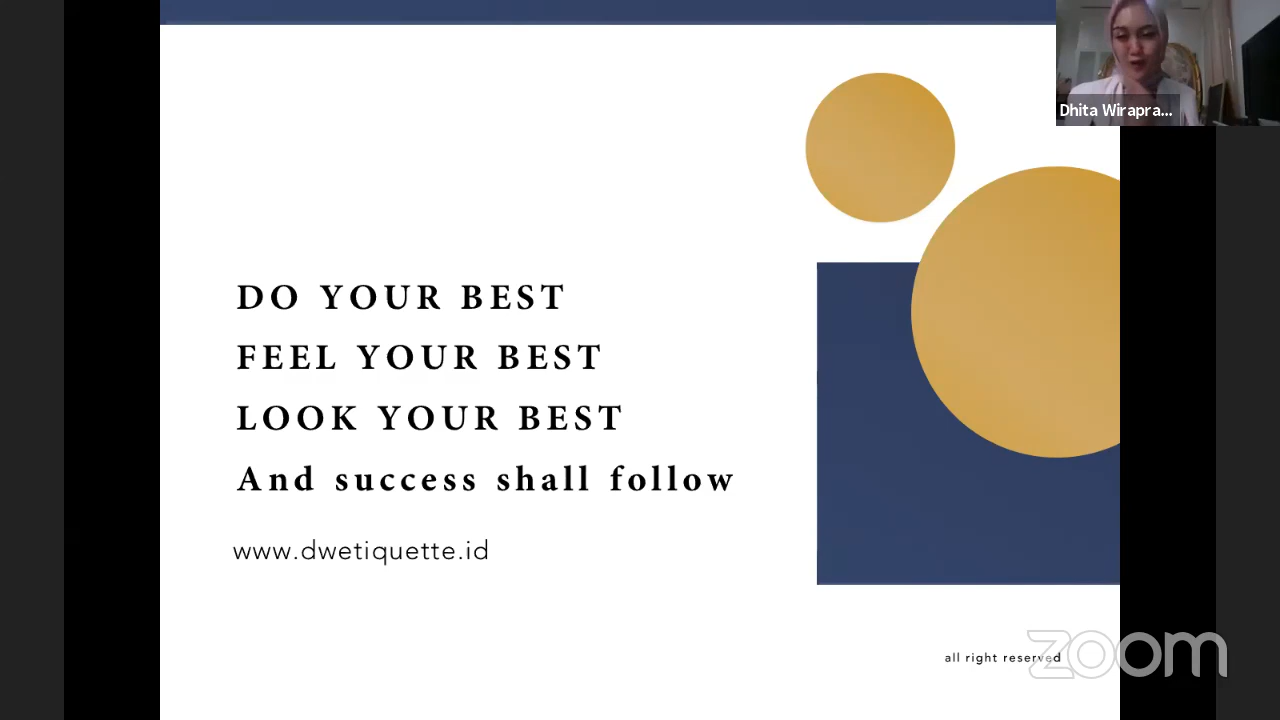 Dhita Wirapra...
DO YOUR BEST
FEEL YOUR BEST
LOOK YOUR BEST
And success shall follow
www.dwetiquette.id
all right reserved
zoom